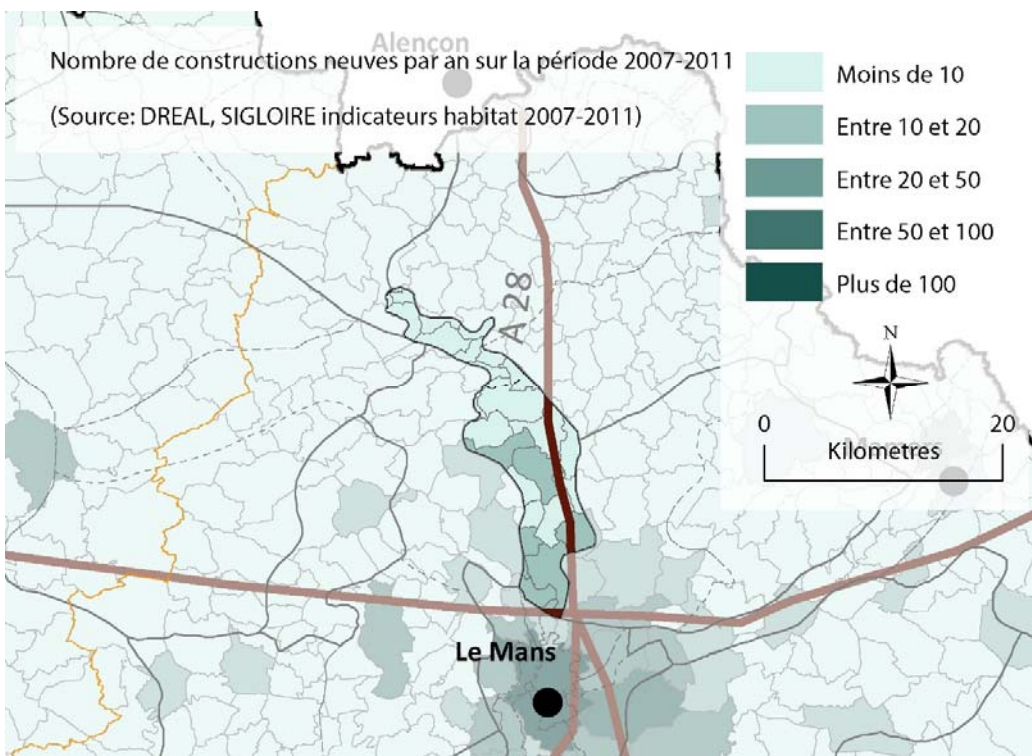 Alençon
Nombre de constructions neuves par an sur la période 2007-2011
(Source: DREAL, SIGLOIRE indicateurs habitat 2007-2011)
Moins de 10
Entre 10 et 20
Entre 20 et 50
Entre 50 et 100
Plus de 100
A 28
N
0
20
Mamers
Kilometres
Le Mans